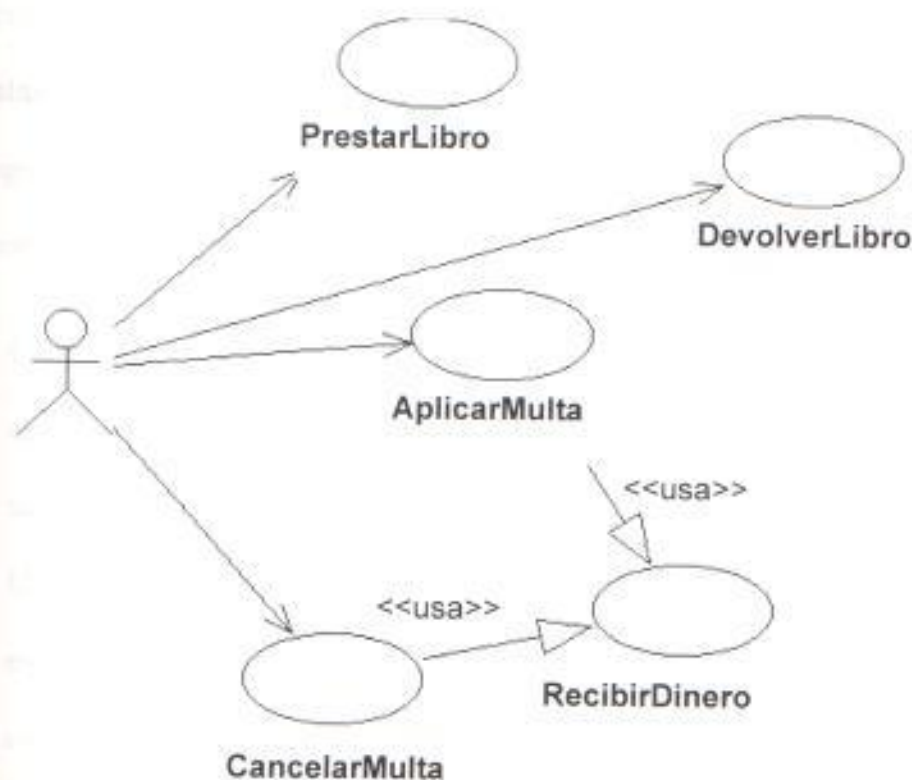 PrestarLibro
DevolverLibro
AplicarMulta
<<usa>>
<<usa>>
RecibirDinero
CancelarMulta